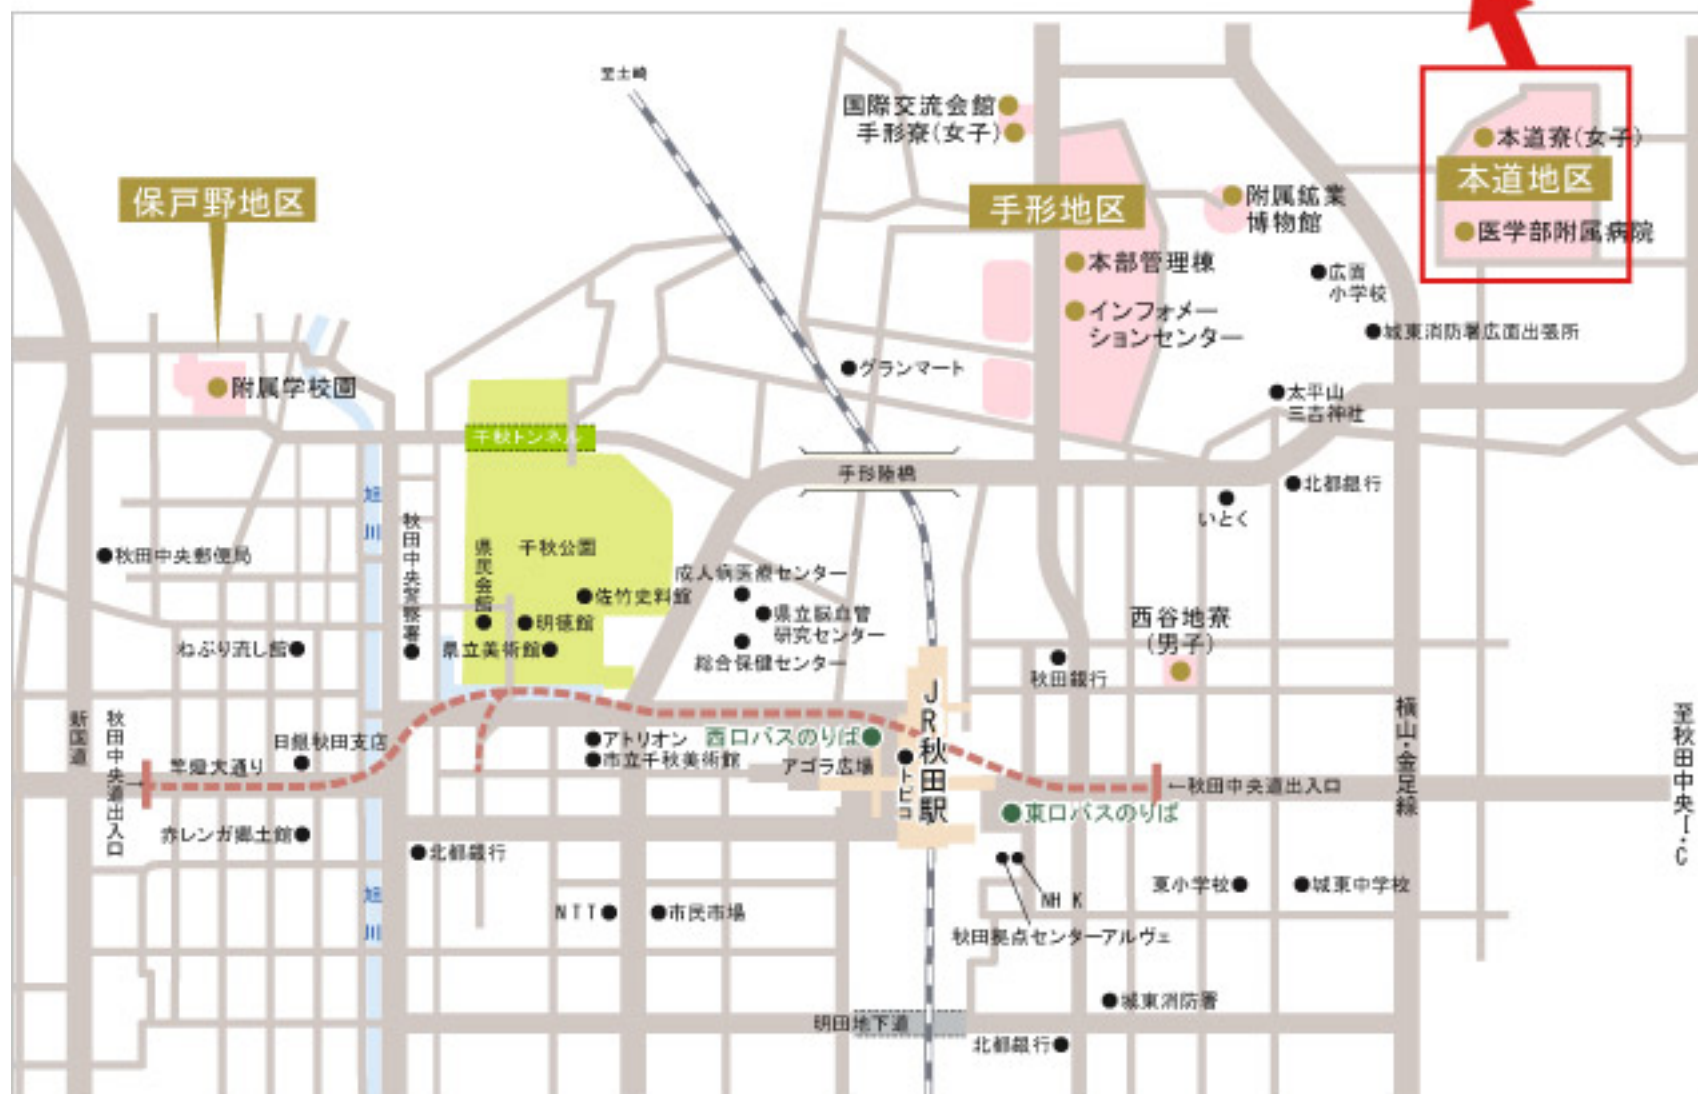 至土崎
国際交流会館
手形寮(女子)
本道寮(女子)
本道地区
医学部附属病院
保戸野地区
手形地区
附属鉱業
博物館
本部管理棟
広面
小学校
インフォメー
ションセンター
城東消防署広面出張所
グランマート
附属学校園
太平山
三吉神社
千秋トンネル
手形陸橋
北都銀行
いとく
旭川
秋田中央警察署
県民会館
千秋公園
秋田中央郵便局
成人病医療センター
佐竹史料館
県立脳血管
研究センター
明徳館
西谷地寮
(男子)
ねぶり流し館
県立美術館
総合保健センター
秋田銀行
新国道
秋田中央道出入口→
日銀秋田支店
アトリオン
西口バスのりば
JR秋田駅
横山・金足線
至秋田中央I・C
竿燈大通り
市立千秋美術館
アゴラ広場
トピコ
←秋田中央道出入口
東口バスのりば
赤レンガ郷土館
北都銀行
旭川
東小学校
城東中学校
NHK
NTT
市民市場
秋田拠点センターアルヴェ
城東消防署
明田地下道
北都銀行